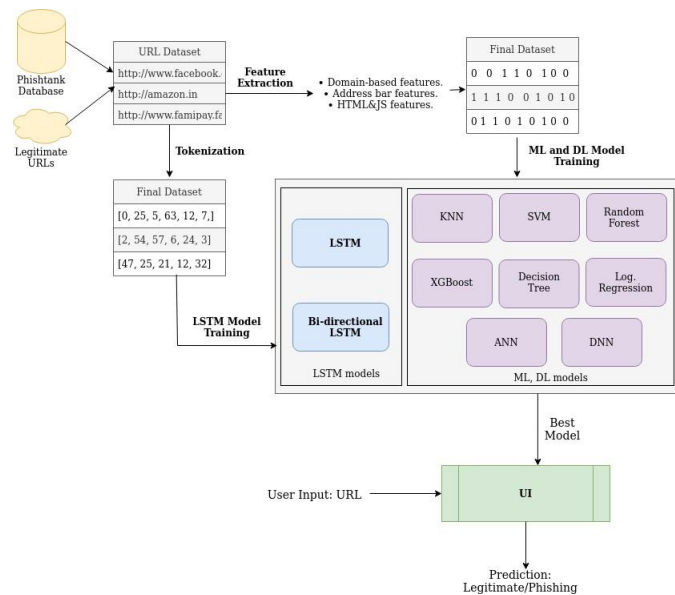 Phishtank
Database
Legitimate
URLs
URL Dataset
http://www.facebook.
http://amazon.in
http://www.famipay.fa
Feature
Extraction
• Domain-based features.
• Address bar features.
• HTML&JS features.
Final Dataset
0 0 1 1 0 1 0 0
1 1 1 0 0 1 0 1 0
0 1 1 0 1 0 1 0 0
Tokenization
ML and DL Model
Training
Final Dataset
[0, 25, 5, 63, 12, 7,]
[2, 54, 57, 6, 24, 3]
[47, 25, 21, 12, 32]
LSTM Model
Training
LSTM
Bi-directional
LSTM
LSTM models
KNN
SVM
Random
Forest
XGBoost
Decision
Tree
Log.
Regression
ANN
DNN
ML, DL models
Best
Model
User Input: URL
UI
Prediction:
Legitimate/Phishing